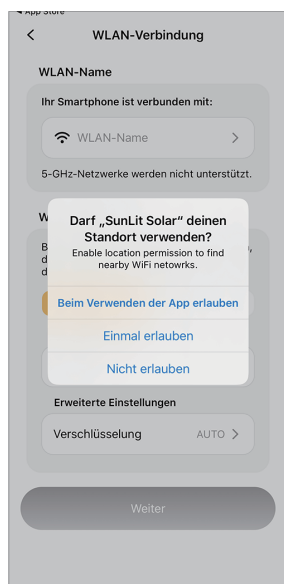 App Store
WLAN-Verbindung
WLAN-Name
Ihr Smartphone ist verbunden mit:
WLAN-Name
5-GHz-Netzwerke werden nicht unterstützt.
W
Darf „SunLit Solar“ deinen
Standort verwenden?
Enable location permission to find
nearby WiFi netowrks.
Beim Verwenden der App erlauben
Einmal erlauben
Nicht erlauben
Erweiterte Einstellungen
Verschlüsselung AUTO
Weiter